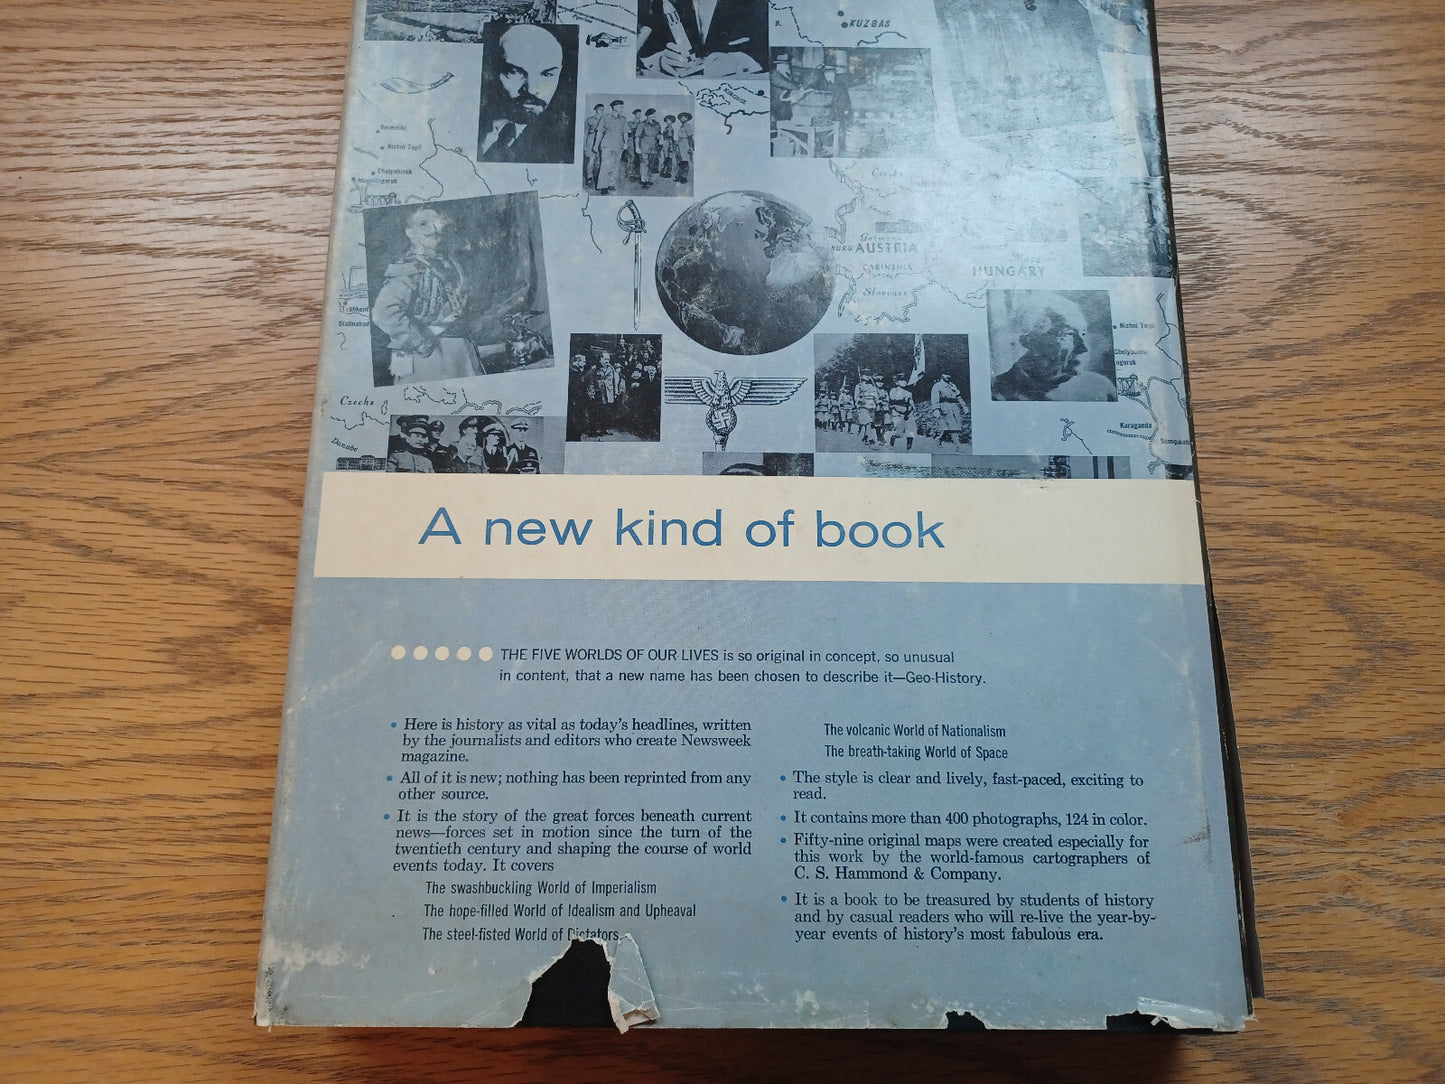 R.
KUZBAS
Nizhni Tagil
Chelyabinsk
Magnitogorsk
Czechs
AUSTRIA
CARINTHIA
Slovenes
HUNGARY
Tashkent
Stalinabad
Nizhni Tagil
Chelyabinsk
Czechs
Danube
Karaganda
A new kind of book
THE FIVE WORLDS OF OUR LIVES is so original in concept, so unusual
in content, that a new name has been chosen to describe it—Geo-History.
• Here is history as vital as today's headlines, written
by the journalists and editors who create Newsweek
magazine.
• All of it is new; nothing has been reprinted from any
other source.
• It is the story of the great forces beneath current
news—forces set in motion since the turn of the
twentieth century and shaping the course of world
events today. It covers
The swashbuckling World of Imperialism
The hope-filled World of Idealism and Upheaval
The steel-fisted World of Dictators
The volcanic World of Nationalism
The breath-taking World of Space
• The style is clear and lively, fast-paced, exciting to
read.
• It contains more than 400 photographs, 124 in color.
• Fifty-nine original maps were created especially for
this work by the world-famous cartographers of
C. S. Hammond & Company.
• It is a book to be treasured by students of history
and by casual readers who will re-live the year-by-
year events of history's most fabulous era.